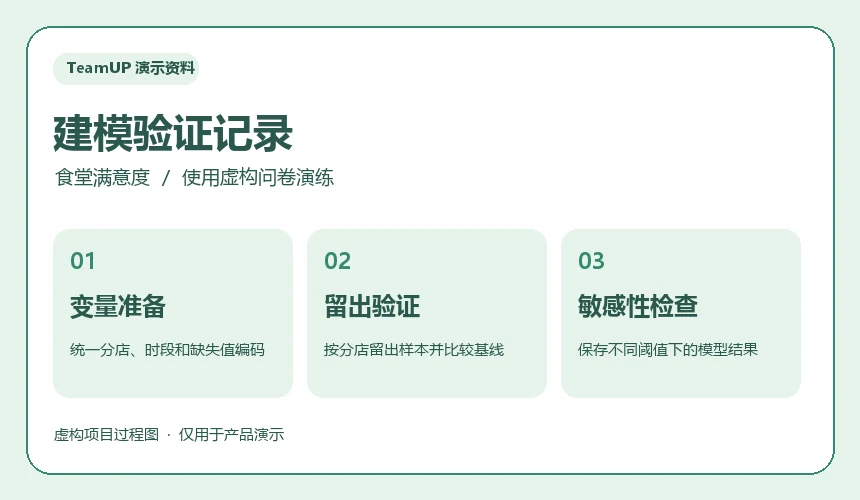 TeamUP 演示资料
建模验证记录
食堂满意度 / 使用虚构问卷演练
01
变量准备
统一分店、时段和缺失值编码
02
留出验证
按分店留出样本并比较基线
03
敏感性检查
保存不同阈值下的模型结果
虚构项目过程图 · 仅用于产品演示